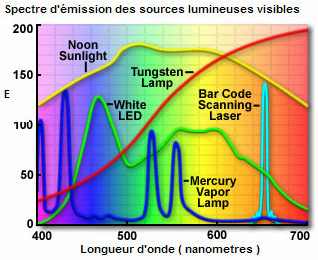 Spectre d'émission des sources lumineuses visibles
200
150
100
50
0
E
Noon
Sunlight
Tungsten
Lamp
White
LED
Bar Code
Scanning
Laser
Mercury
Vapor
Lamp
400
500
600
700
Longueur d'onde ( nanometres )